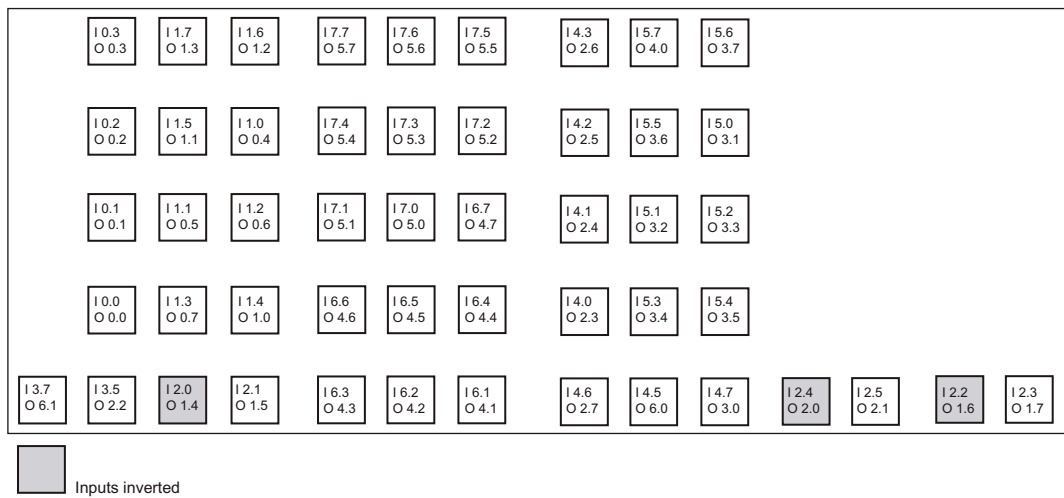 I 0.3 I 1.7 I 1.6 I 7.7 I 7.6 I 7.5 I 4.3 I 5.7 I 5.6
O 0.3 O 1.3 O 1.2 O 5.7 O 5.6 O 5.5 O 2.6 O 4.0 O 3.7
I 0.2 I 1.5 I 1.0 I 7.4 I 7.3 I 7.2 I 4.2 I 5.5 I 5.0
O 0.2 O 1.1 O 0.4 O 5.4 O 5.3 O 5.2 O 2.5 O 3.6 O 3.1
I 0.1 I 1.1 I 1.2 I 7.1 I 7.0 I 6.7 I 4.1 I 5.1 I 5.2
O 0.1 O 0.5 O 0.6 O 5.1 O 5.0 O 4.7 O 2.4 O 3.2 O 3.3
I 0.0 I 1.3 I 1.4 I 6.6 I 6.5 I 6.4 I 4.0 I 5.3 I 5.4
O 0.0 O 0.7 O 1.0 O 4.6 O 4.5 O 4.4 O 2.3 O 3.4 O 3.5
I 3.7 I 3.5 I 2.0 I 2.1 I 6.3 I 6.2 I 6.1 I 4.6 I 4.5 I 4.7 I 2.4 I 2.5 I 2.2 I 2.3
O 6.1 O 2.2 O 1.4 O 1.5 O 4.3 O 4.2 O 4.1 O 2.7 O 6.0 O 3.0 O 2.0 O 2.1 O 1.6 O 1.7
Inputs inverted